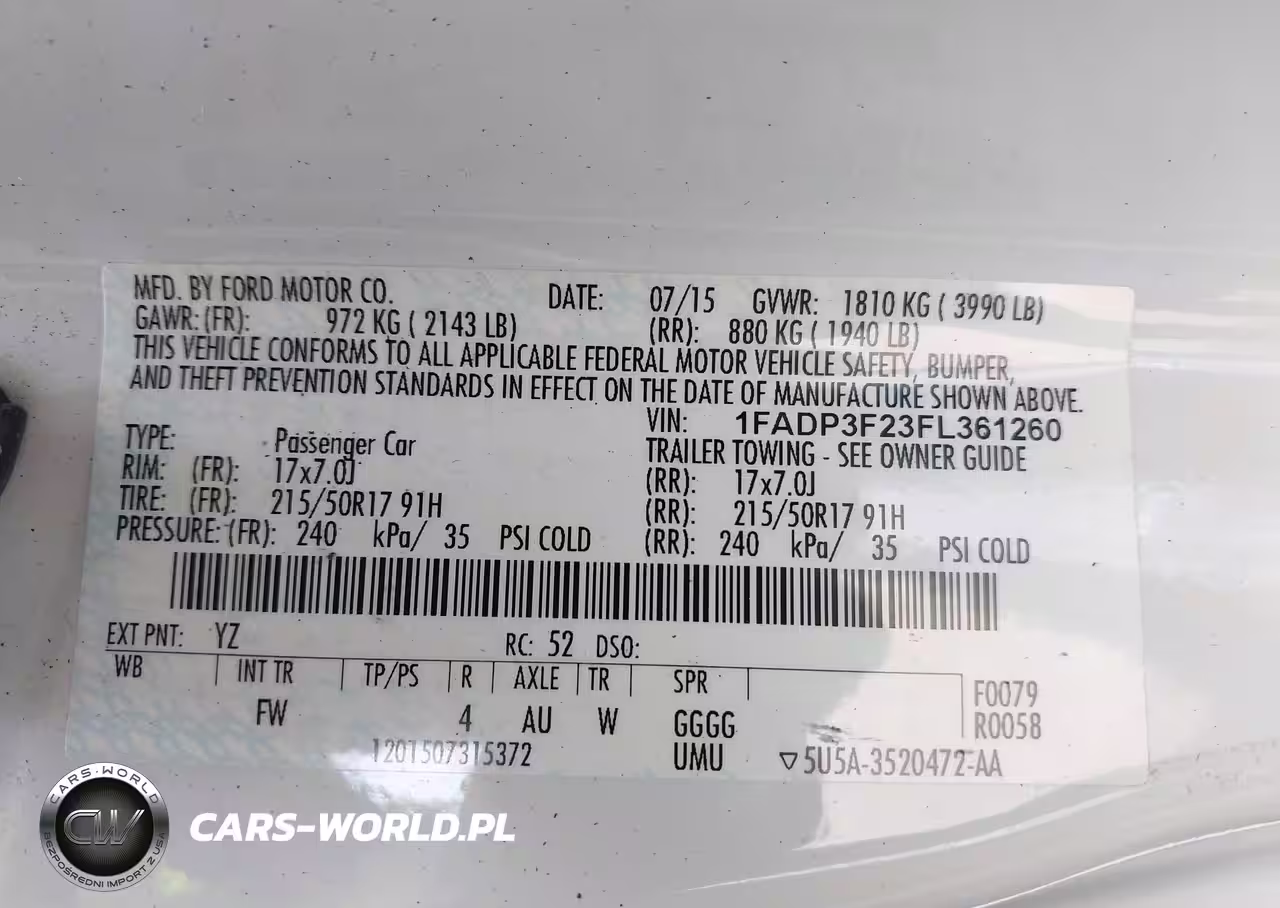 MFD. BY FORD MOTOR CO. DATE: 07/15 GVWR: 1810 KG ( 3990 LB)
GAWR: (FR): 972 KG ( 2143 LB) (RR): 880 KG ( 1940 LB)
THIS VEHICLE CONFORMS TO ALL APPLICABLE FEDERAL MOTOR VEHICLE SAFETY, BUMPER,
AND THEFT PREVENTION STANDARDS IN EFFECT ON THE DATE OF MANUFACTURE SHOWN ABOVE.
VIN: 1FADP3F23FL361260
TYPE: Passenger Car TRAILER TOWING - SEE OWNER GUIDE
RIM: (FR): 17x7.0J (RR): 17x7.0J
TIRE: (FR): 215/50R17 91H (RR): 215/50R17 91H
PRESSURE: (FR): 240 kPa/ 35 PSI COLD (RR): 240 kPa/ 35 PSI COLD
EXT PNT: YZ RC: 52 DSO:
WB INT TR TP/PS R AXLE TR SPR F0079
FW 4 AU W GGGG R0058
1201507315372 UMU ▽5U5A-3520472-AA
CARS-WORLD
CW
BEZPOŚREDNI IMPORT Z USA
CARS-WORLD.PL